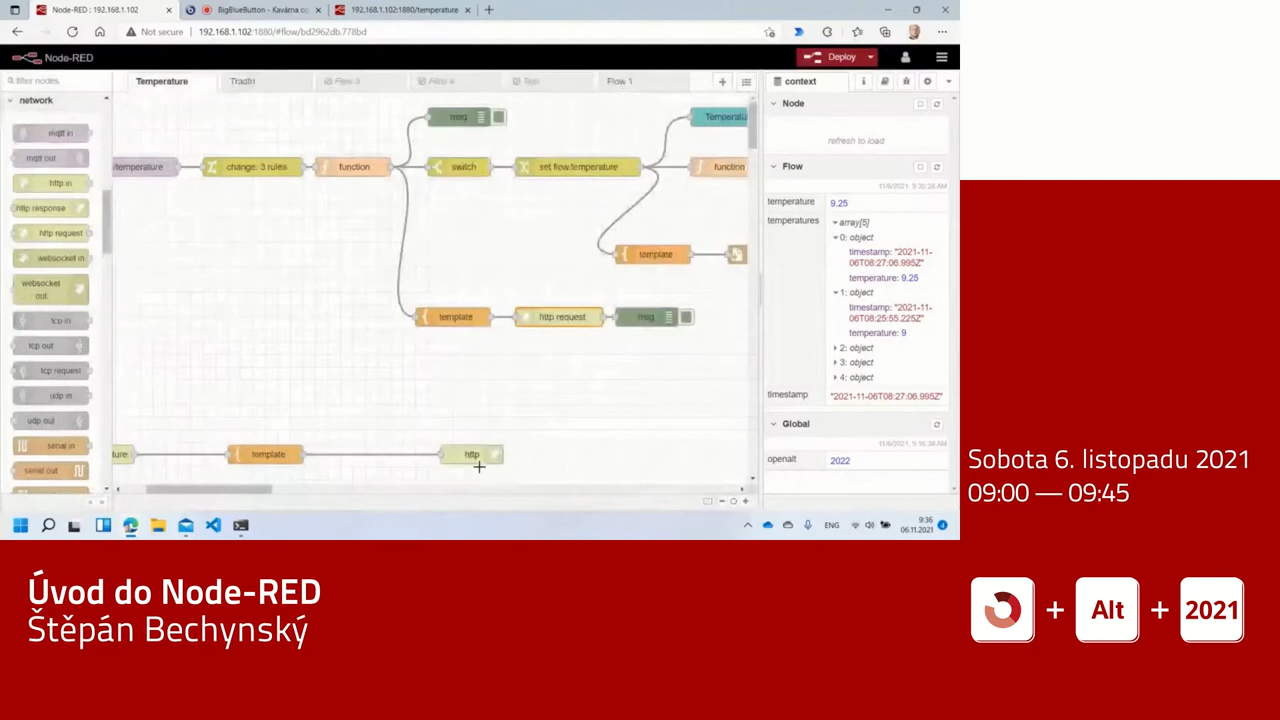 Node-RED : 192.168.1.102
BigBlueButton - Kavárna o
192.168.1.102:1880/temperature
Not secure
192.168.1.102:1880/#flow/bd2962db.778bd
Node-RED
Deploy
filter nodes
Temperature
Tradfri
Flow 3
Flow 1
context
network
mqtt in
mqtt out
http in
http response
http request
websocket in
websocket
out
tcp in
tcp out
tcp request
udp in
udp out
serial in
serial out
msg
/temperature
change: 3 rules
function
switch
set flow.temperature
function
Temperatu
template
template
http request
msg
ture
template
http
Node
refresh to load
Flow
temperature
9.25
temperatures
array[5]
0: object
timestamp: "2021-11-
06T08:27:06.995Z"
temperature: 9.25
1: object
timestamp: "2021-11-
06T08:25:55.225Z"
temperature: 9
2: object
3: object
4: object
timestamp
"2021-11-06T08:27:06.995Z"
Global
openalt
2022
ENG
9:36
06.11.2021
4
Sobota 6. listopadu 2021
09:00 — 09:45
Úvod do Node-RED
Štěpán Bechynský
+ Alt + 2021